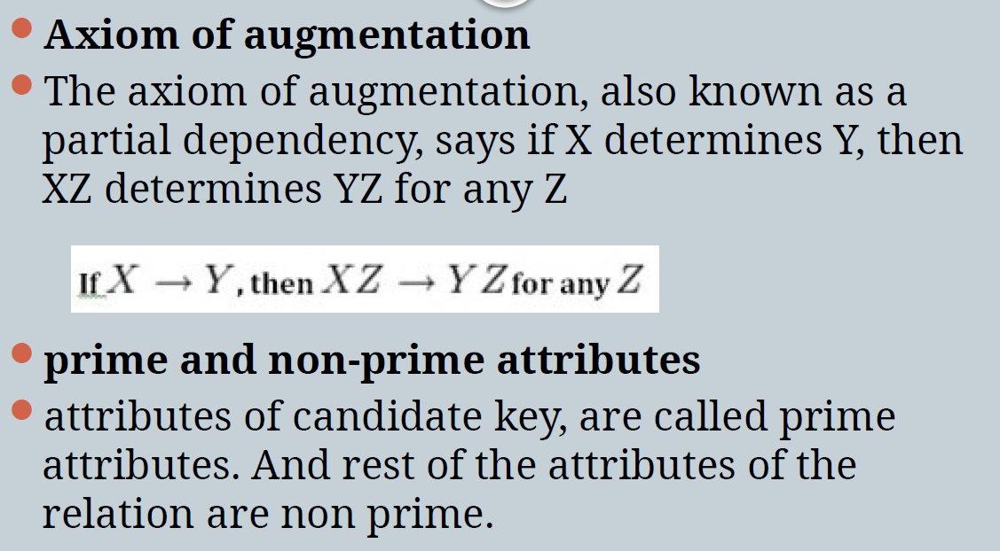 Axiom of augmentation
The axiom of augmentation, also known as a
partial dependency, says if X determines Y, then
XZ determines YZ for any Z
If X → Y, then XZ → YZ for any Z
prime and non-prime attributes
attributes of candidate key, are called prime
attributes. And rest of the attributes of the
relation are non prime.